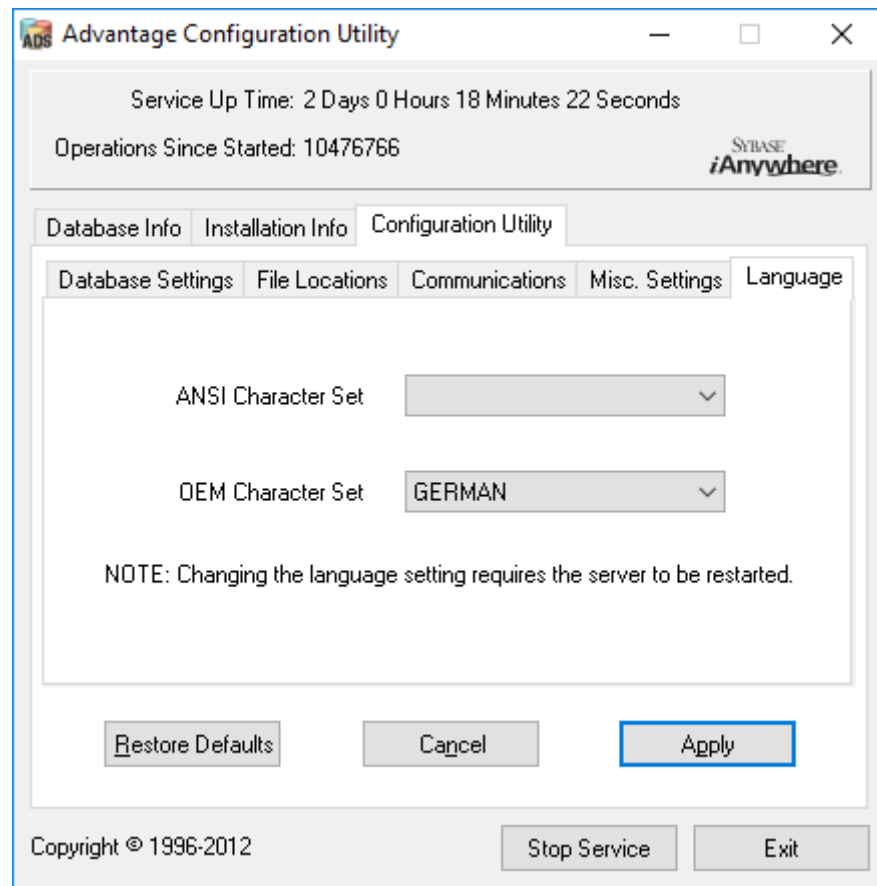 ADS Advantage Configuration Utility
Service Up Time: 2 Days 0 Hours 18 Minutes 22 Seconds
Operations Since Started: 10476766
SYBASE
iAnywhere.
Database Info Installation Info Configuration Utility
Database Settings File Locations Communications Misc. Settings Language
ANSI Character Set
OEM Character Set GERMAN
NOTE: Changing the language setting requires the server to be restarted.
Restore Defaults Cancel Apply
Copyright © 1996-2012 Stop Service Exit